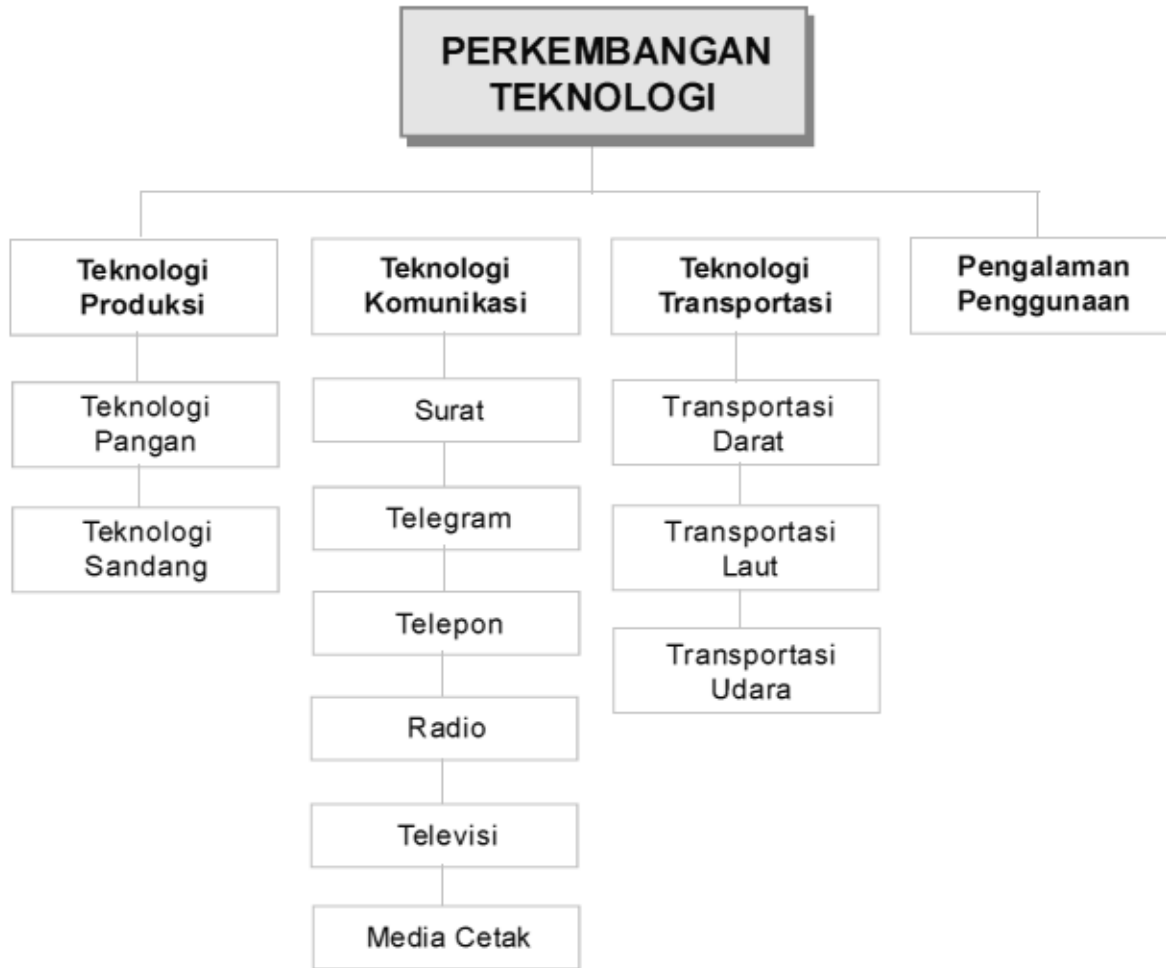 PERKEMBANGAN
TEKNOLOGI
Teknologi
Produksi
Teknologi
Pangan
Teknologi
Sandang
Teknologi
Komunikasi
Surat
Telegram
Telepon
Radio
Televisi
Media Cetak
Teknologi
Transportasi
Transportasi
Darat
Transportasi
Laut
Transportasi
Udara
Pengalaman
Penggunaan